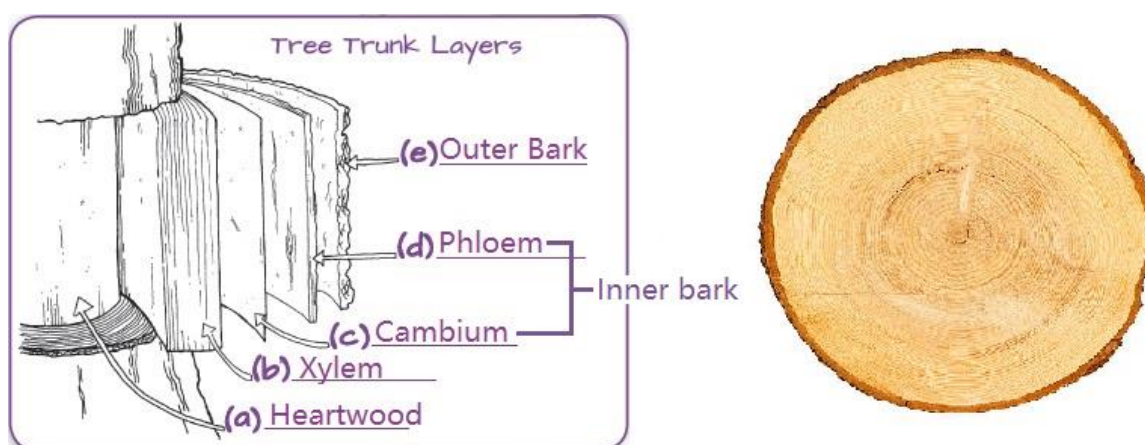 Tree Trunk Layers
(e) Outer Bark
(d) Phloem
Inner bark
(c) Cambium
(b) Xylem
(a) Heartwood